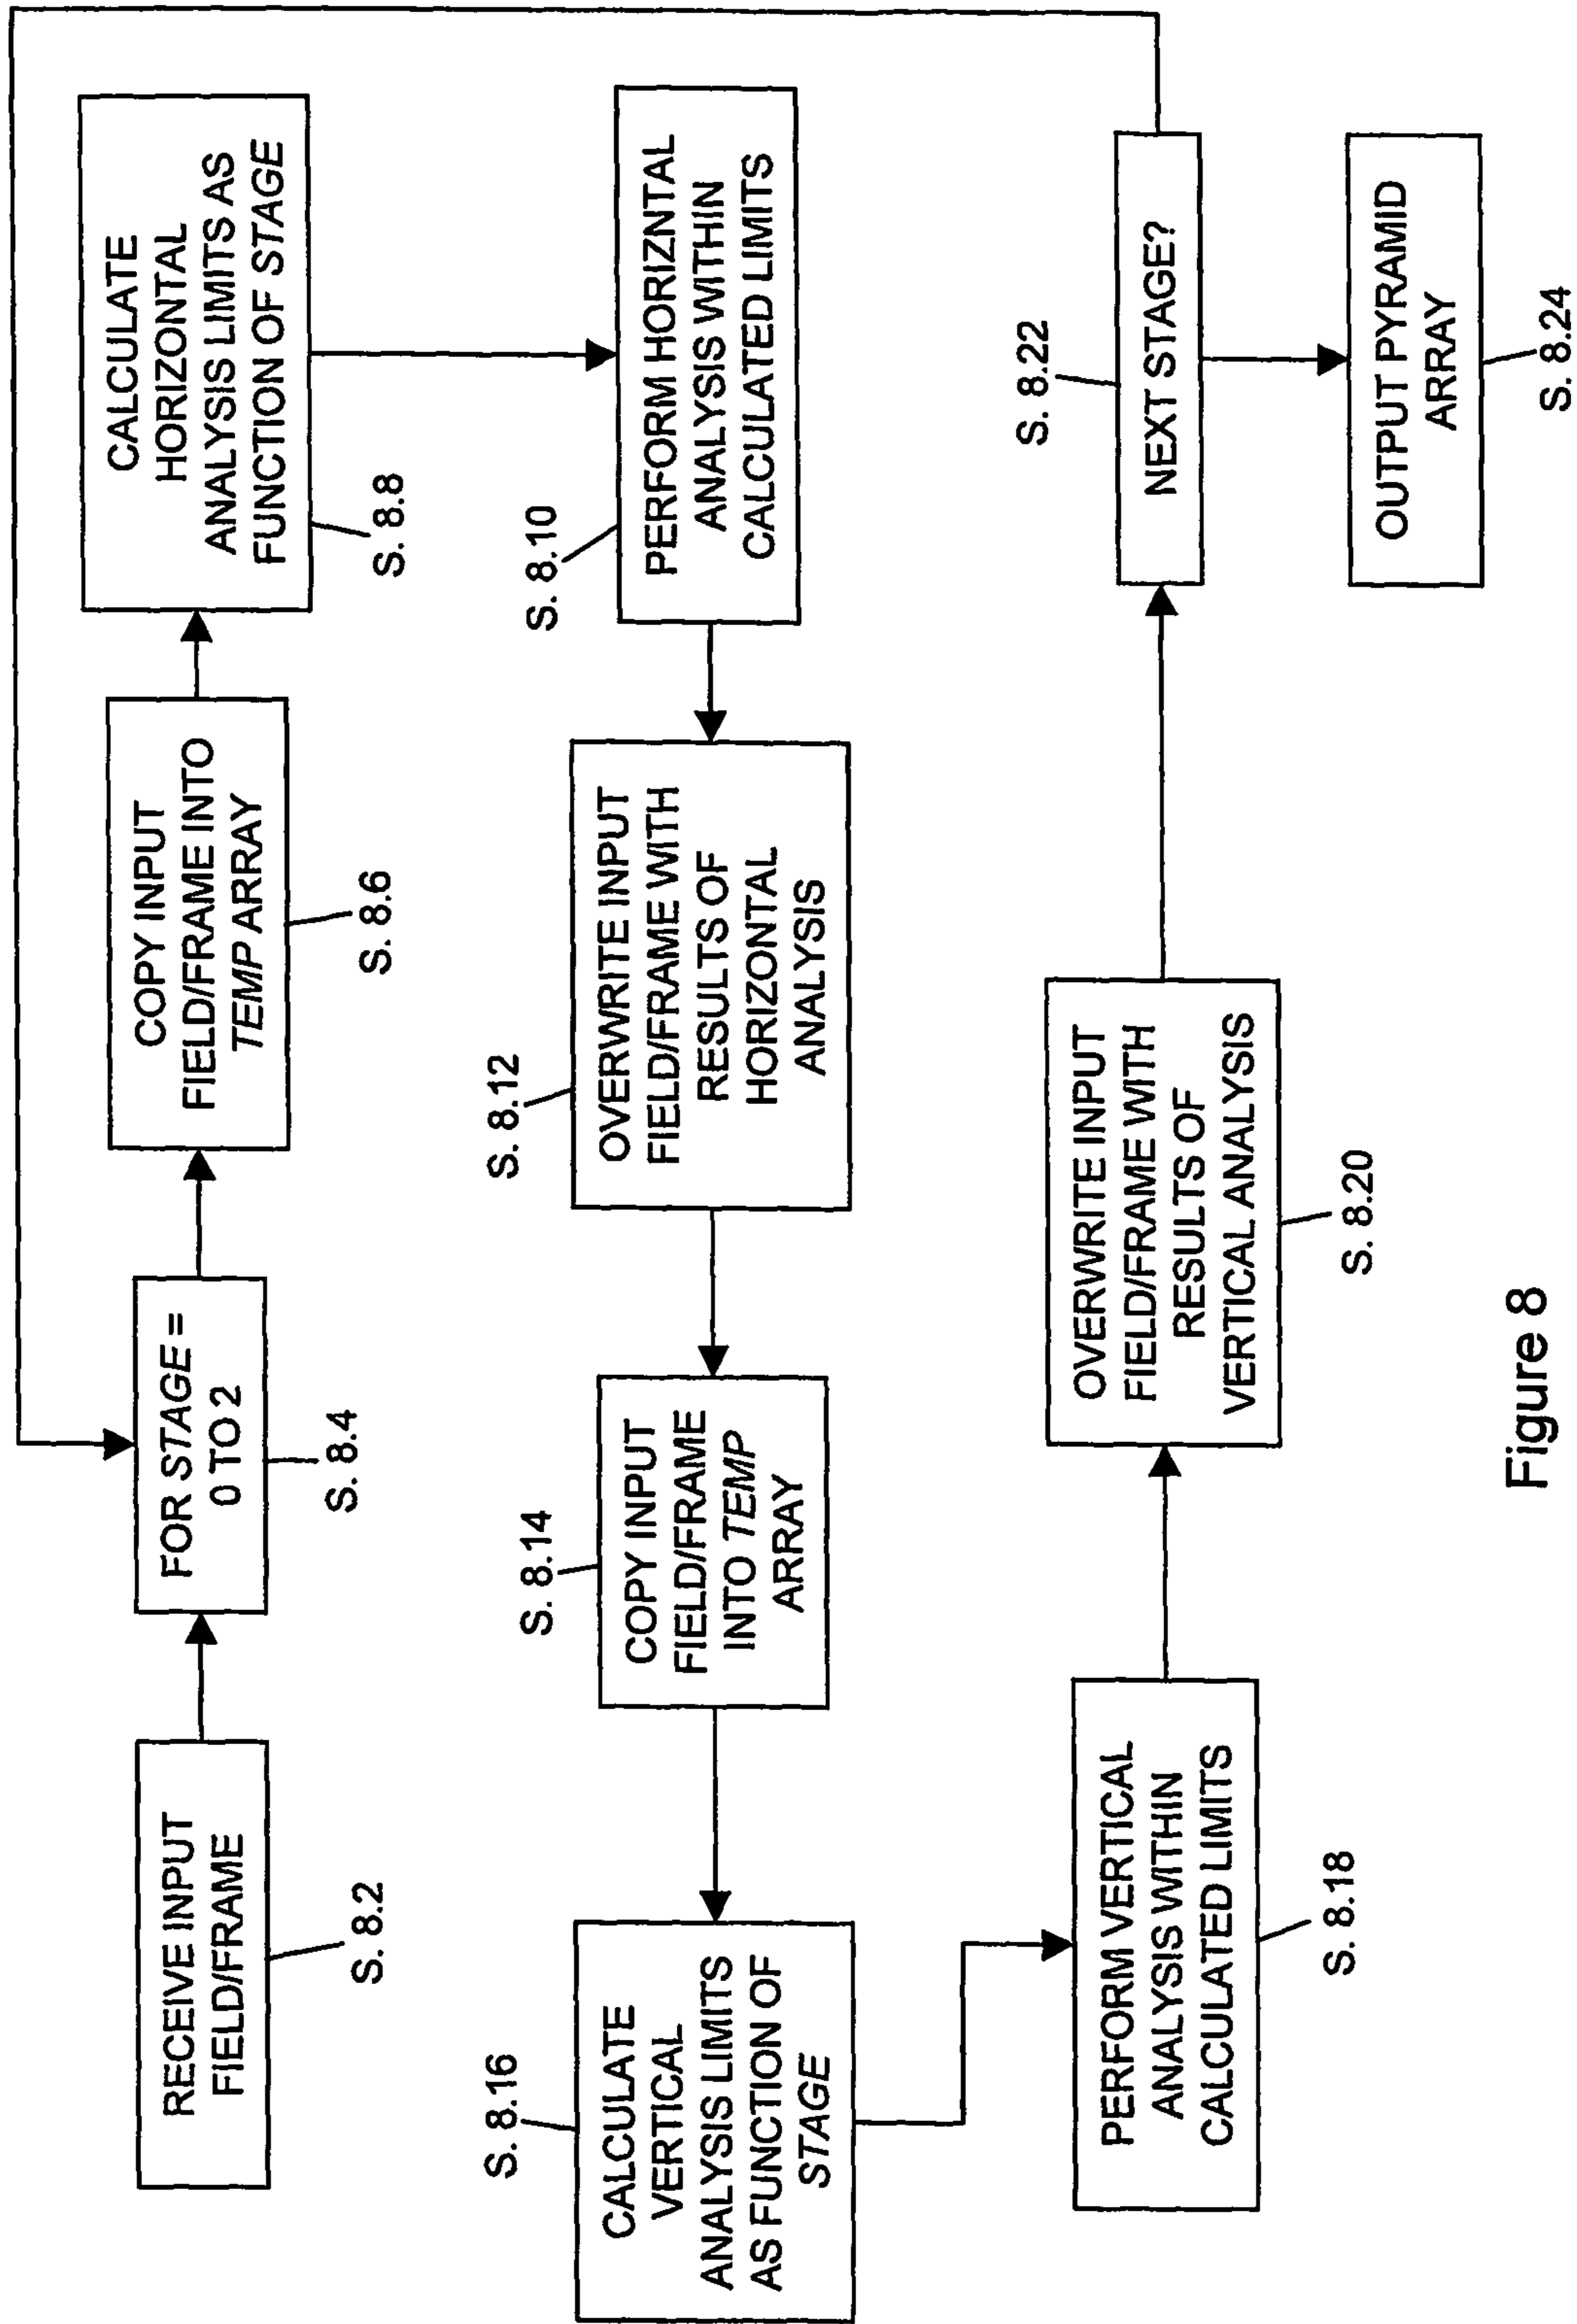 RECEIVE INPUT
FIELD/FRAME
S. 8.2
FOR STAGE =
0 TO 2
S. 8.4
COPY INPUT
FIELD/FRAME INTO
TEMP ARRAY
S. 8.6
CALCULATE
HORIZONTAL
ANALYSIS LIMITS AS
FUNCTION OF STAGE
S. 8.8
S. 8.10
PERFORM HORIZNTAL
ANALYSIS WITHIN
CALCULATED LIMITS
S. 8.12
OVERWRITE INPUT
FIELD/FRAME WITH
RESULTS OF
HORIZONTAL
ANALYSIS
S. 8.14
COPY INPUT
FIELD/FRAME
INTO TEMP
ARRAY
S. 8.16
CALCULATE
VERTICAL
ANALYSIS LIMITS
AS FUNCTION OF
STAGE
PERFORM VERTICAL
ANALYSIS WITHIN
CALCULATED LIMITS
S. 8.18
OVERWRITE INPUT
FIELD/FRAME WITH
RESULTS OF
VERTICAL ANALYSIS
S. 8.20
S. 8.22
NEXT STAGE?
OUTPUT PYRAMID
ARRAY
S. 8.24
Figure 8